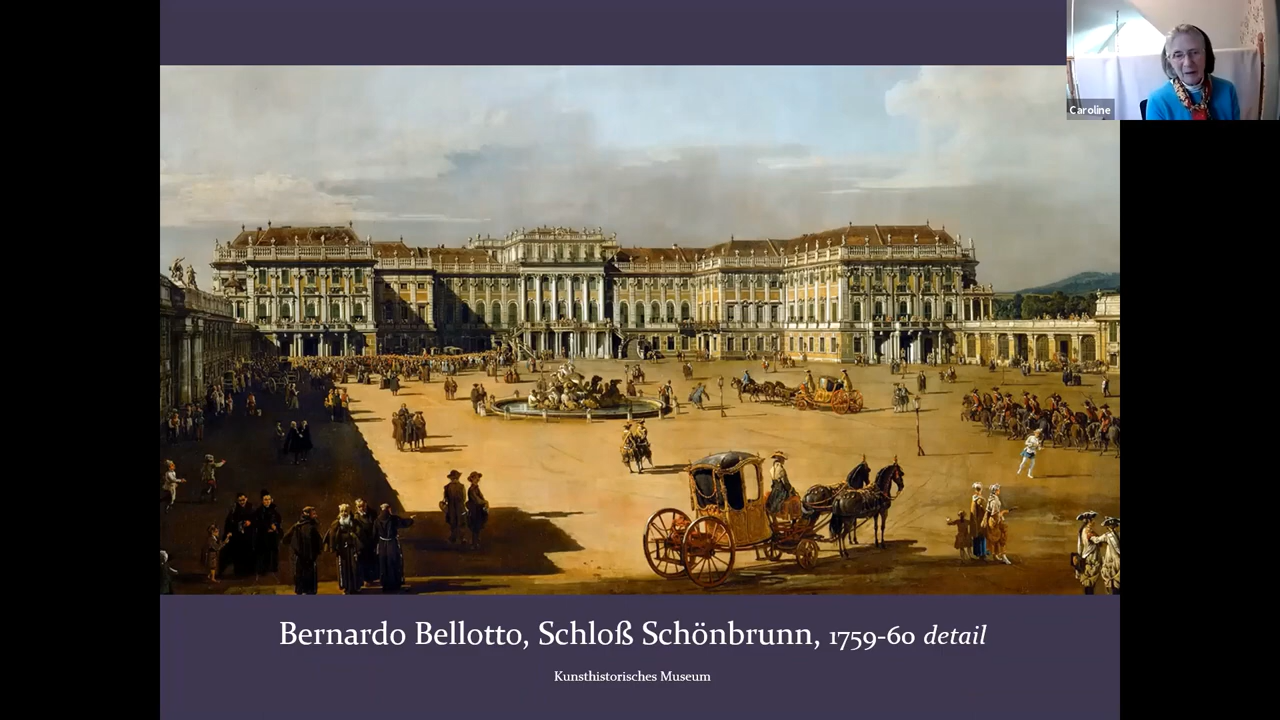 Caroline
Bernardo Bellotto, Schloß Schönbrunn, 1759-60 detail
Kunsthistorisches Museum